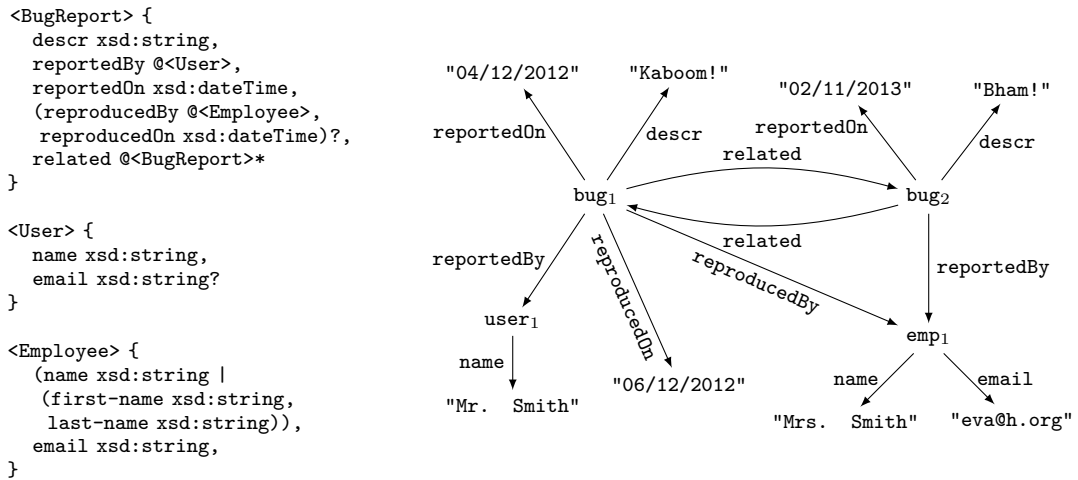 <BugReport> {
descr xsd:string,
reportedBy @<User>,
reportedOn xsd:dateTime,
(reproducedBy @<Employee>,
reproducedOn xsd:dateTime)?,
related @<BugReport>*
}
<User> {
name xsd:string,
email xsd:string?
}
<Employee> {
(name xsd:string |
(first-name xsd:string,
last-name xsd:string)),
email xsd:string,
}
"04/12/2012" "Kaboom!"
"02/11/2013" "Bham!"
reportedOn descr
reportedOn descr
related
bug₁ bug₂
related
reportedBy reproducedOn reproducedBy reportedBy
user₁ emp₁
name
name email
"06/12/2012"
"Mr. Smith"
"Mrs. Smith" "eva@h.org"